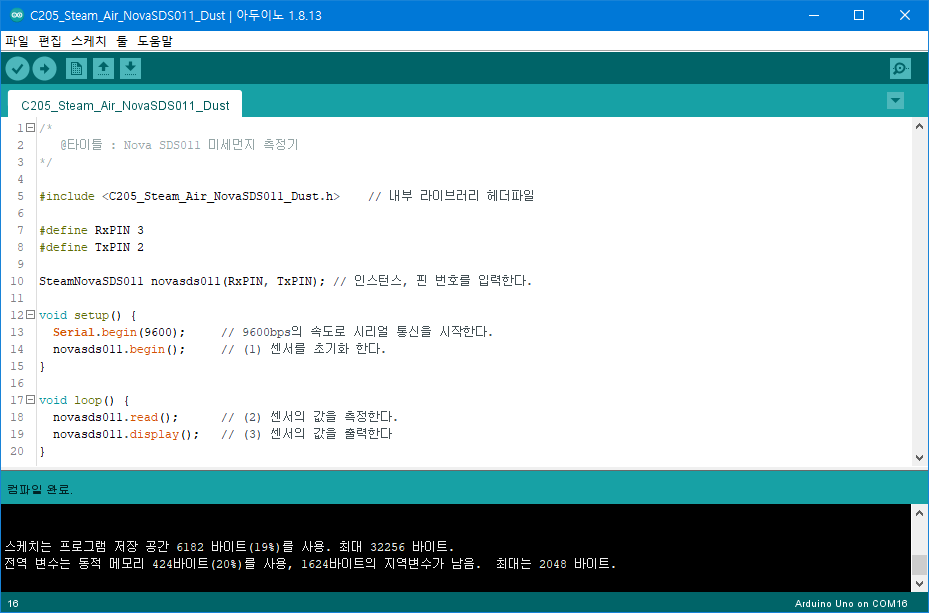 C205_Steam_Air_NovaSDS011_Dust | 아두이노 1.8.13
파일 편집 스케치 툴 도움말
C205_Steam_Air_NovaSDS011_Dust
1 /*
2 @타이틀 : Nova SDS011 미세먼지 측정기
3 */
4
5 #include <C205_Steam_Air_NovaSDS011_Dust.h> // 내부 라이브러리 헤더파일
6
7 #define RxPIN 3
8 #define TxPIN 2
9
10 SteamNovaSDS011 novasds011(RxPIN, TxPIN); // 인스턴스, 핀 번호를 입력한다.
11
12 void setup() {
13 Serial.begin(9600); // 9600bps의 속도로 시리얼 통신을 시작한다.
14 novasds011.begin(); // (1) 센서를 초기화 한다.
15 }
16
17 void loop() {
18 novasds011.read(); // (2) 센서의 값을 측정한다.
19 novasds011.display(); // (3) 센서의 값을 출력한다
20 }
컴파일 완료.
스케치는 프로그램 저장 공간 6182 바이트(19%)를 사용. 최대 32256 바이트.
전역 변수는 동적 메모리 424바이트(20%)를 사용, 1624바이트의 지역변수가 남음. 최대는 2048 바이트.
16 Arduino Uno on COM16